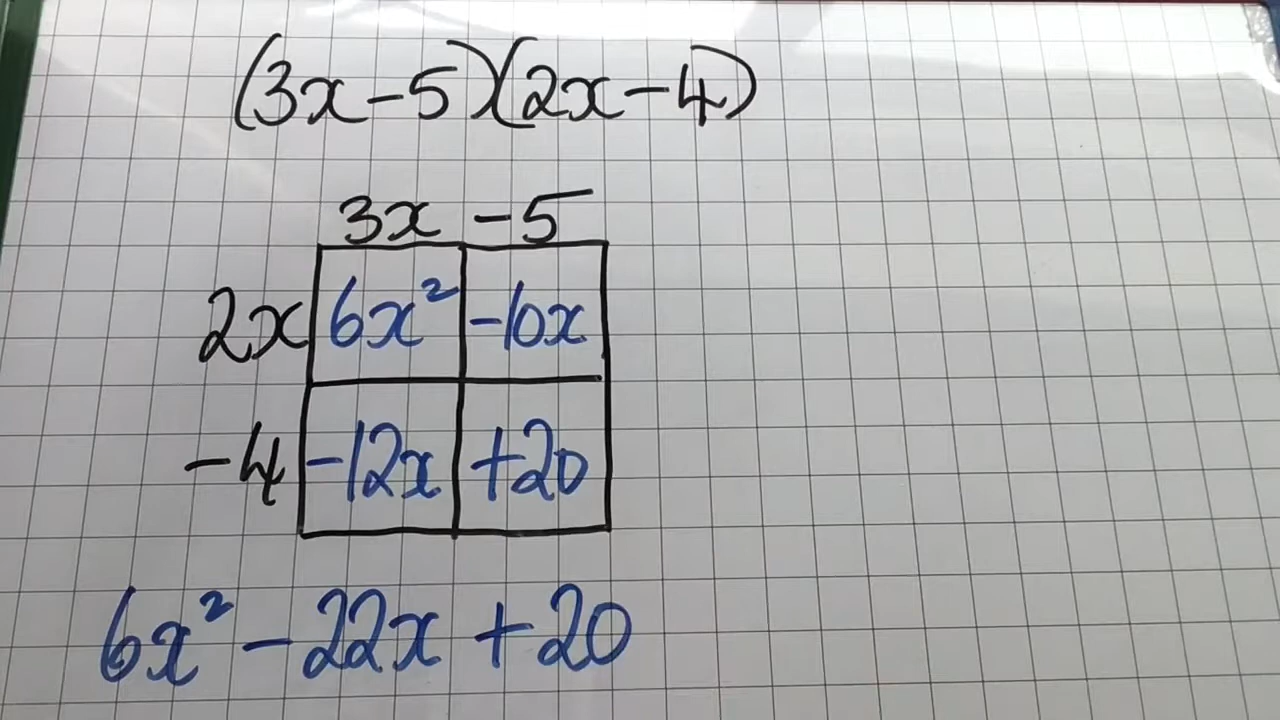 (3x-5)(2x-4)
3x -5
2x 6x² -10x
-4 -12x +20
6x² - 22x + 20